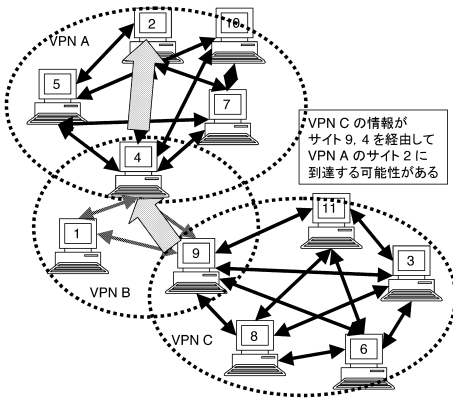 2
10
VPN A
5
7
4
VPN C の情報が
サイト 9, 4 を経由して
VPN A のサイト 2 に
到達する可能性がある
11
1
9
3
VPN B
8
VPN C
6